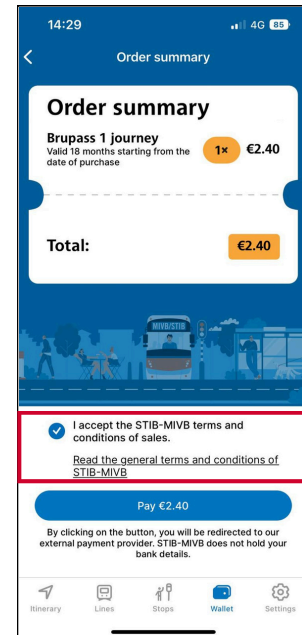 14:29
4G 85
Order summary
Order summary
Brupass 1 journey
Valid 18 months starting from the
date of purchase
1x €2.40
Total: €2.40
MIVB/STIB
I accept the STIB-MIVB terms and
conditions of sales.
Read the general terms and conditions of
STIB-MIVB
Pay €2.40
By clicking on the button, you will be redirected to our
external payment provider. STIB-MIVB does not hold your
bank details.
Itinerary Lines Stops Wallet Settings